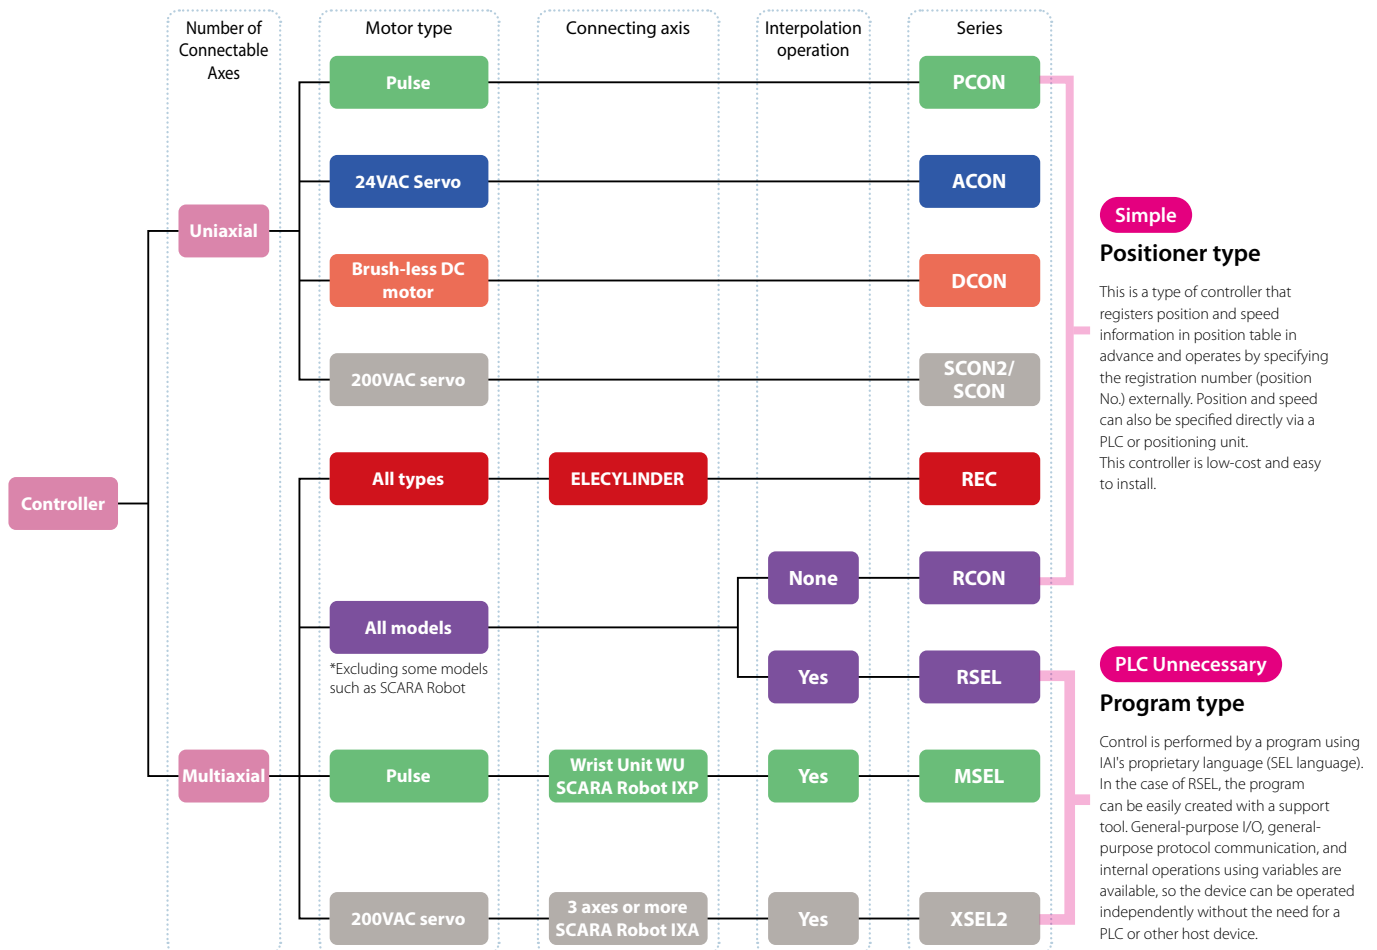 Number of
Connectable
Axes
Motor type
Connecting axis
Interpolation
operation
Series
Pulse
PCON
24VAC Servo
ACON
Uniaxial
Brush-less DC
motor
DCON
200VAC servo
SCON2/
SCON
Controller
All types
ELECYLINDER
REC
None
RCON
All models
*Excluding some models
such as SCARA Robot
Yes
RSEL
Multiaxial
Pulse
Wrist Unit WU
SCARA Robot IXP
Yes
MSEL
200VAC servo
3 axes or more
SCARA Robot IXA
Yes
XSEL2
Simple
Positioner type
This is a type of controller that
registers position and speed
information in position table in
advance and operates by specifying
the registration number (position
No.) externally. Position and speed
can also be specified directly via a
PLC or positioning unit.
This controller is low-cost and easy
to install.
PLC Unnecessary
Program type
Control is performed by a program using
IAI's proprietary language (SEL language).
In the case of RSEL, the program
can be easily created with a support
tool. General-purpose I/O, general-
purpose protocol communication, and
internal operations using variables are
available, so the device can be operated
independently without the need for a
PLC or other host device.